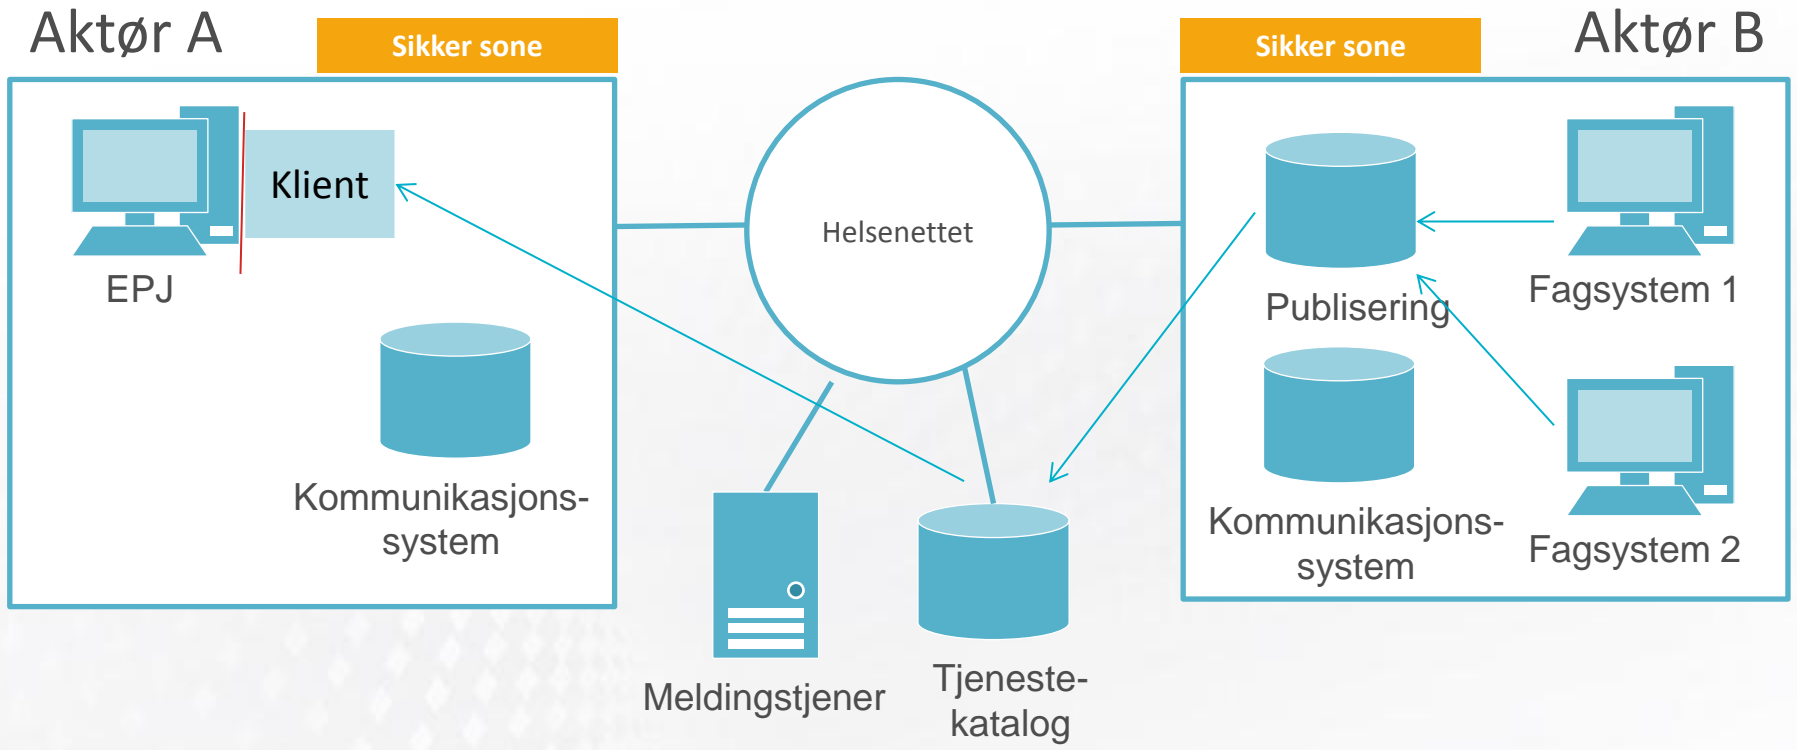 Aktør A
Sikker sone
Sikker sone
Aktør B
Klient
EPJ
Kommunikasjons-
system
Helsenettet
Meldingstjener
Tjeneste-
katalog
Publisering
Kommunikasjons-
system
Fagsystem 1
Fagsystem 2